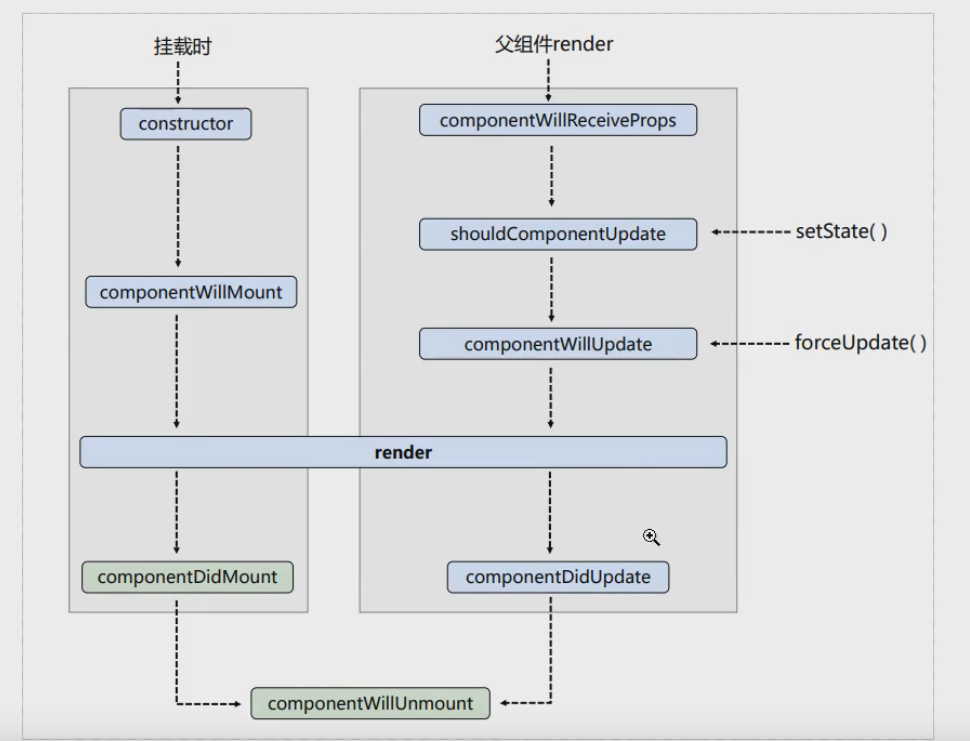 挂载时
父组件render
constructor
componentWillReceiveProps
shouldComponentUpdate
setState( )
componentWillMount
componentWillUpdate
forceUpdate( )
render
componentDidMount
componentDidUpdate
componentWillUnmount